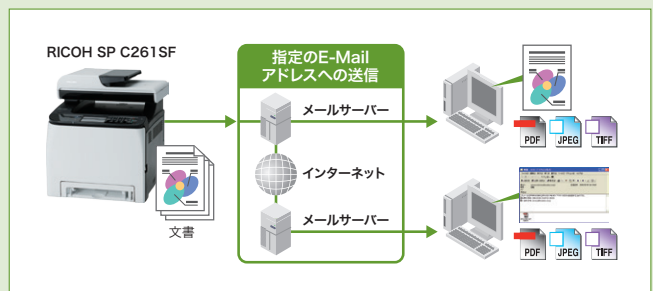 RICOH SP C261SF
指定のE-Mail
アドレスへの送信
メールサーバー
インターネット
メールサーバー
文書
PDF
JPEG
TIFF
PDF
JPEG
TIFF